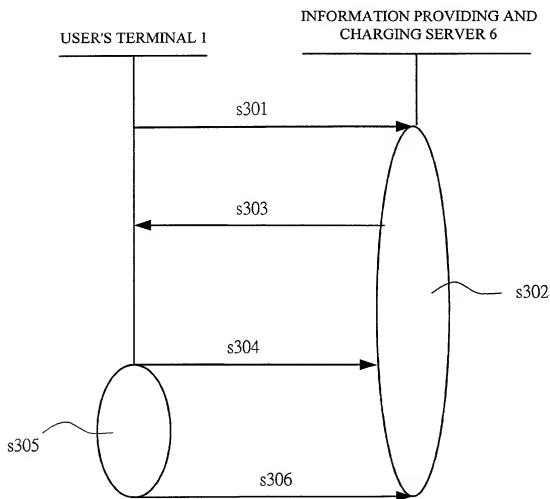 USER'S TERMINAL 1
INFORMATION PROVIDING AND
CHARGING SERVER 6
s301
s303
s302
s304
s305
s306